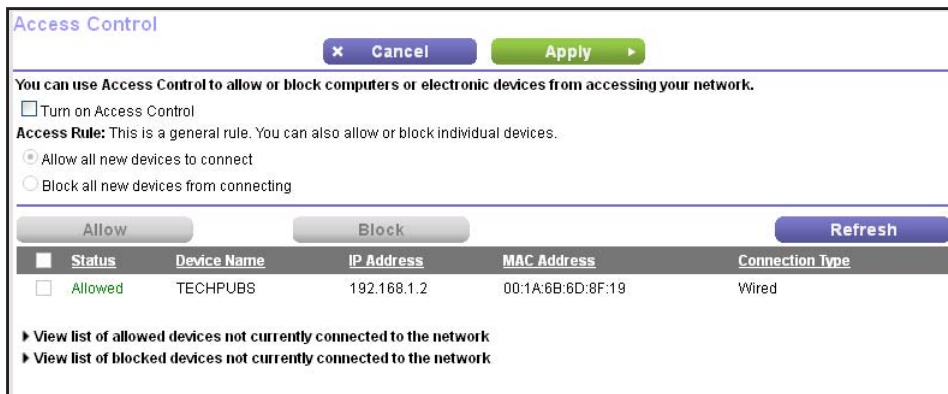 Access Control
Cancel Apply
You can use Access Control to allow or block computers or electronic devices from accessing your network.
Turn on Access Control
Access Rule: This is a general rule. You can also allow or block individual devices.
Allow all new devices to connect
Block all new devices from connecting
Allow Block Refresh
Status Device Name IP Address MAC Address Connection Type
Allowed TECHPUBS 192.168.1.2 00:1A:6B:6D:8F:19 Wired
View list of allowed devices not currently connected to the network
View list of blocked devices not currently connected to the network